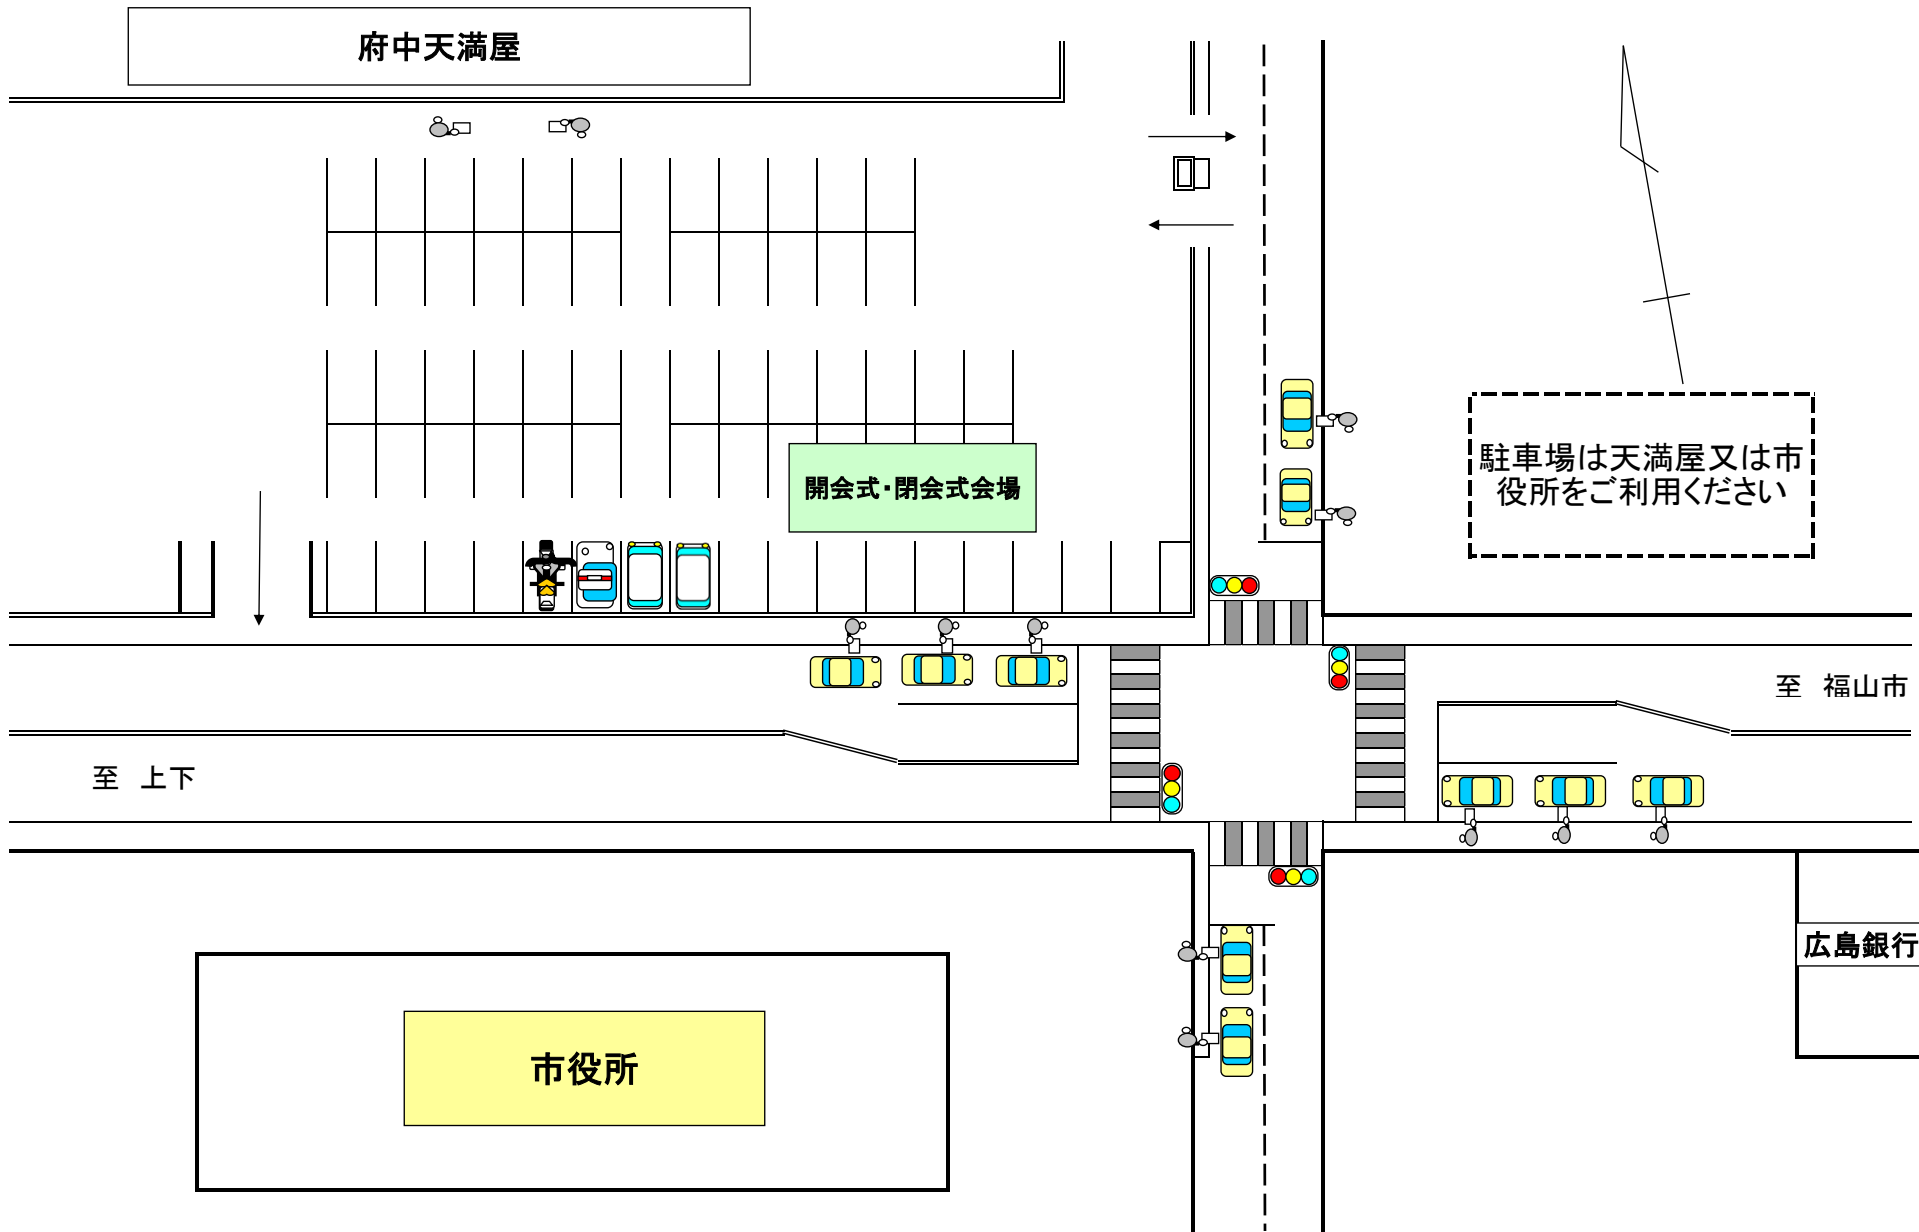 府中天満屋
駐車場は天満屋又は市
役所をご利用ください
開会式・閉会式会場
至 福山市
至 上下
広島銀行
市役所